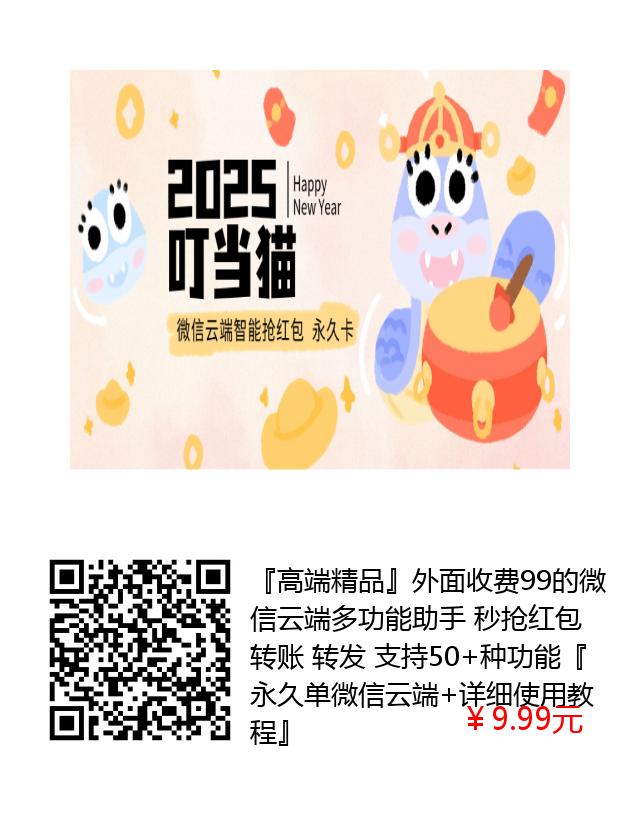 2025
Happy
New Year
叮当猫
微信云端智能抢红包 永久卡
『高端精品』外面收费99的微
信云端多功能助手 秒抢红包
转账 转发 支持50+种功能『
永久单微信云端+详细使用教
程』
￥9.99元